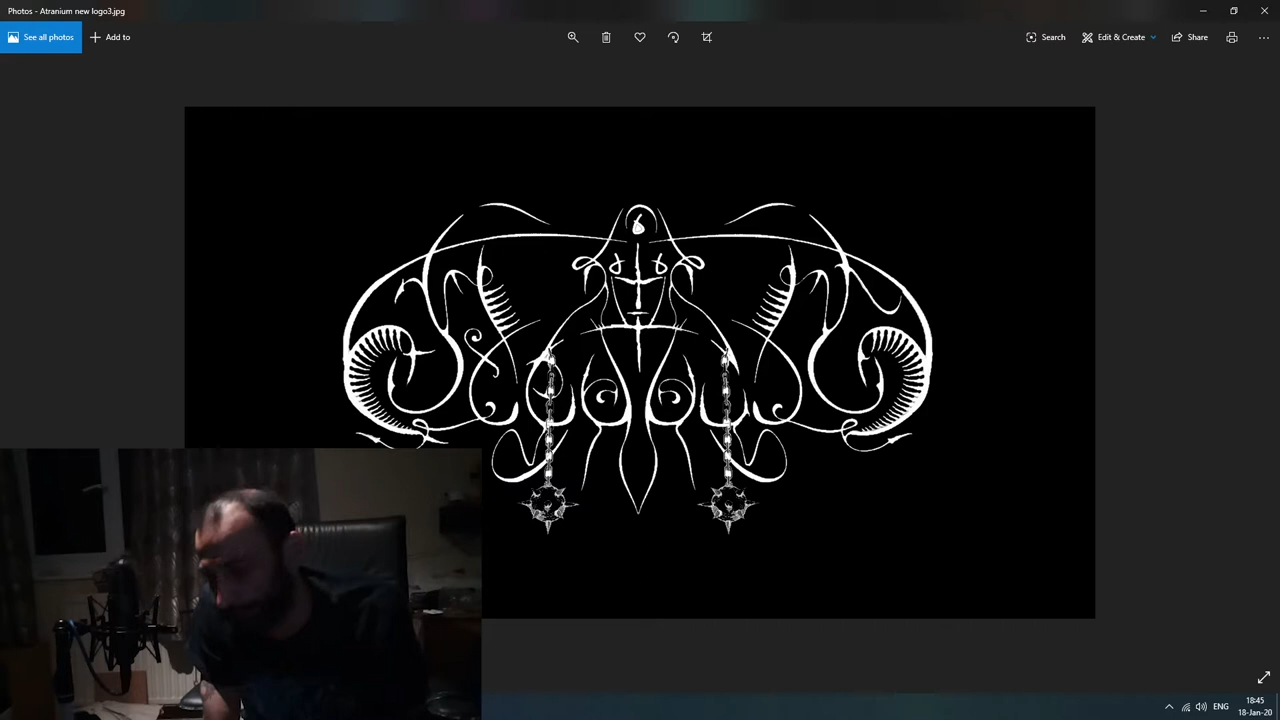 Photos - Atranium new logo3.jpg
See all photos
Add to
Search
Edit & Create
Share
18:45
ENG
18-Jan-20